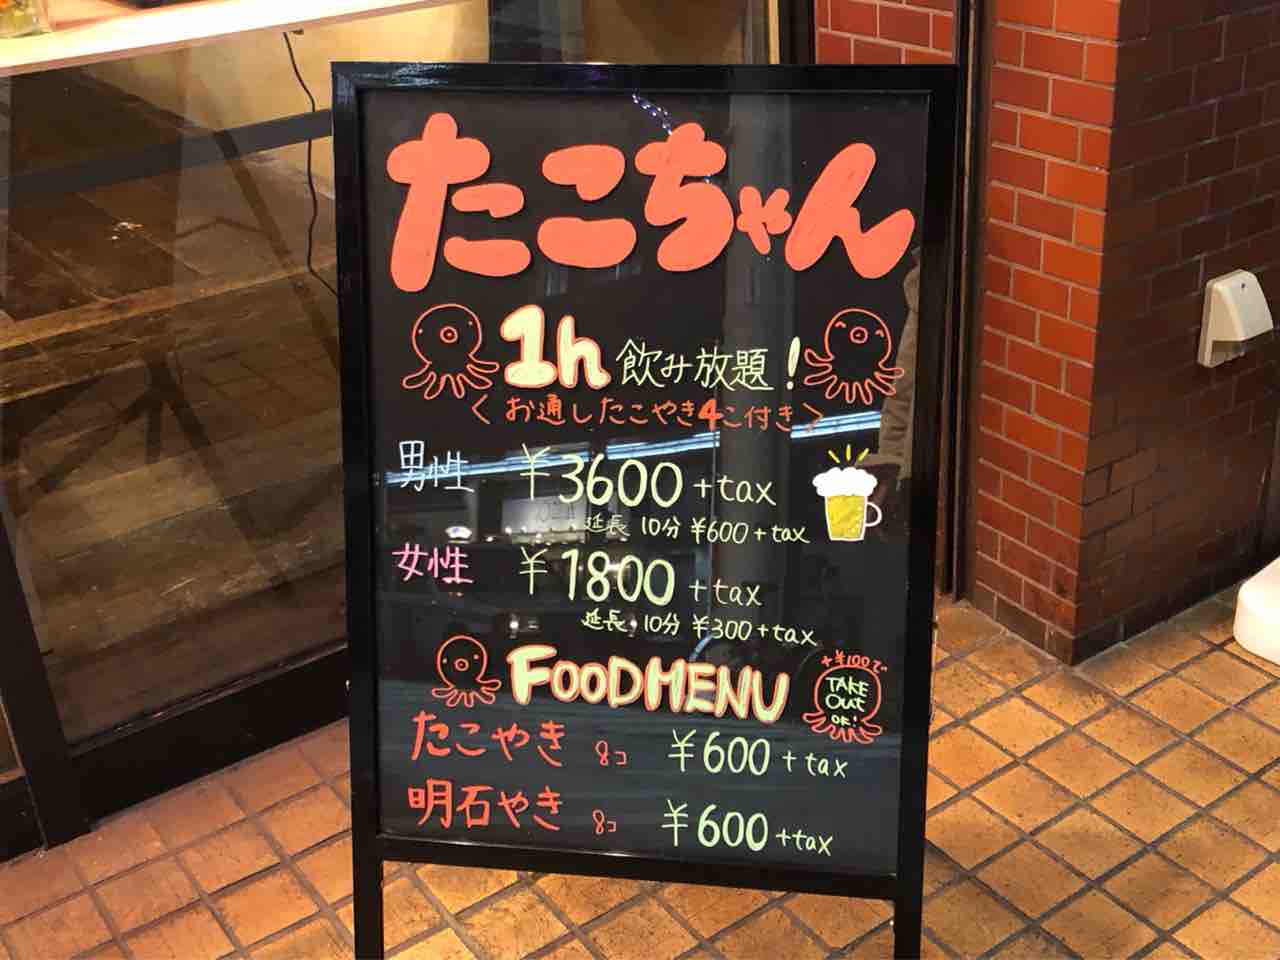 たこちゃん
1h 飲み放題!
< お通したこやき4こ付き >
男性 ¥3600 +tax
延長 10分 ¥600+tax
女性 ¥1800 +tax
延長 10分 ¥300+tax
FOODMENU
+¥100で
TAKE
Out
OK!
たこやき 8コ ¥600 +tax
明石やき 8コ ¥600 +tax